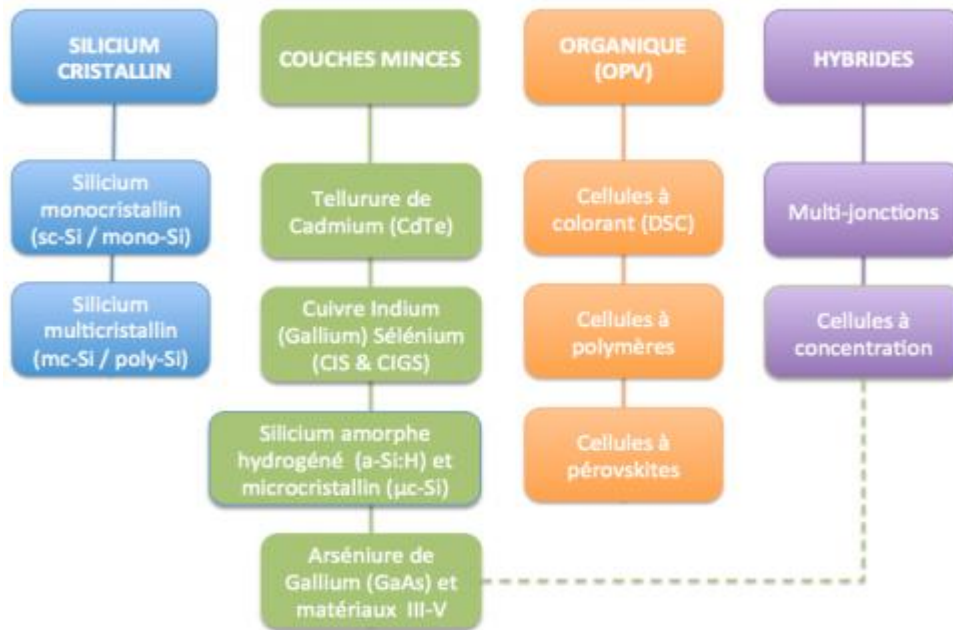 SILICIUM
CRISTALLIN
Silicium
monocristallin
(sc-Si / mono-Si)
Silicium
multicristallin
(mc-Si / poly-Si)
COUCHES MINCES
Tellurure de
Cadmium (CdTe)
Cuivre Indium
(Gallium) Sélénium
(CIS & CIGS)
Silicium amorphe
hydrogéné (a-Si:H) et
microcristallin (µc-Si)
Arséniure de
Gallium (GaAs) et
matériaux III-V
ORGANIQUE
(OPV)
Cellules à
colorant (DSC)
Cellules à
polymères
Cellules à
pérovskites
HYBRIDES
Multi-jonctions
Cellules à
concentration